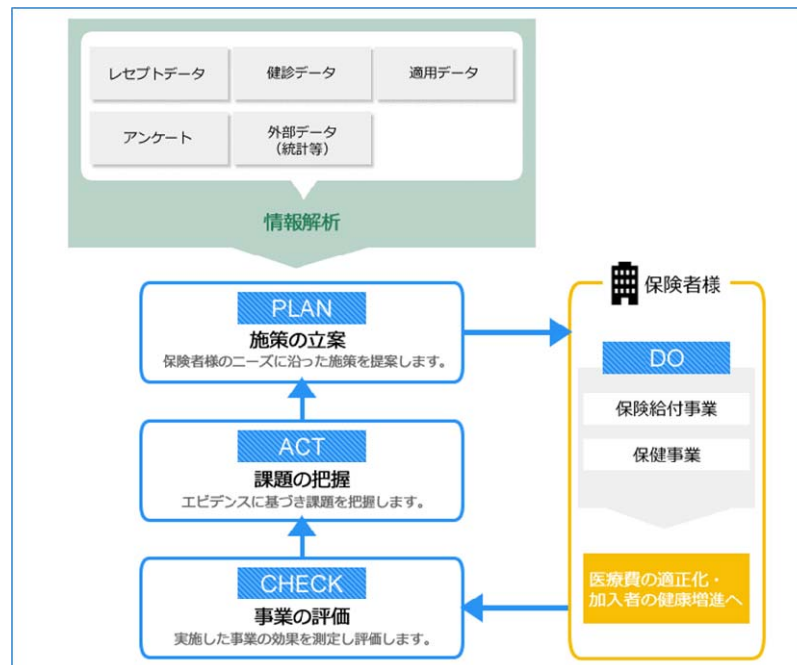 レセプトデータ
健診データ
適用データ
アンケート
外部データ
(統計等)
情報解析
PLAN
施策の立案
保険者様のニーズに沿った施策を提案します。
ACT
課題の把握
エビデンスに基づき課題を把握します。
CHECK
事業の評価
実施した事業の効果を測定し評価します。
保険者様
DO
保険給付事業
保健事業
医療費の適正化・
加入者の健康増進へ